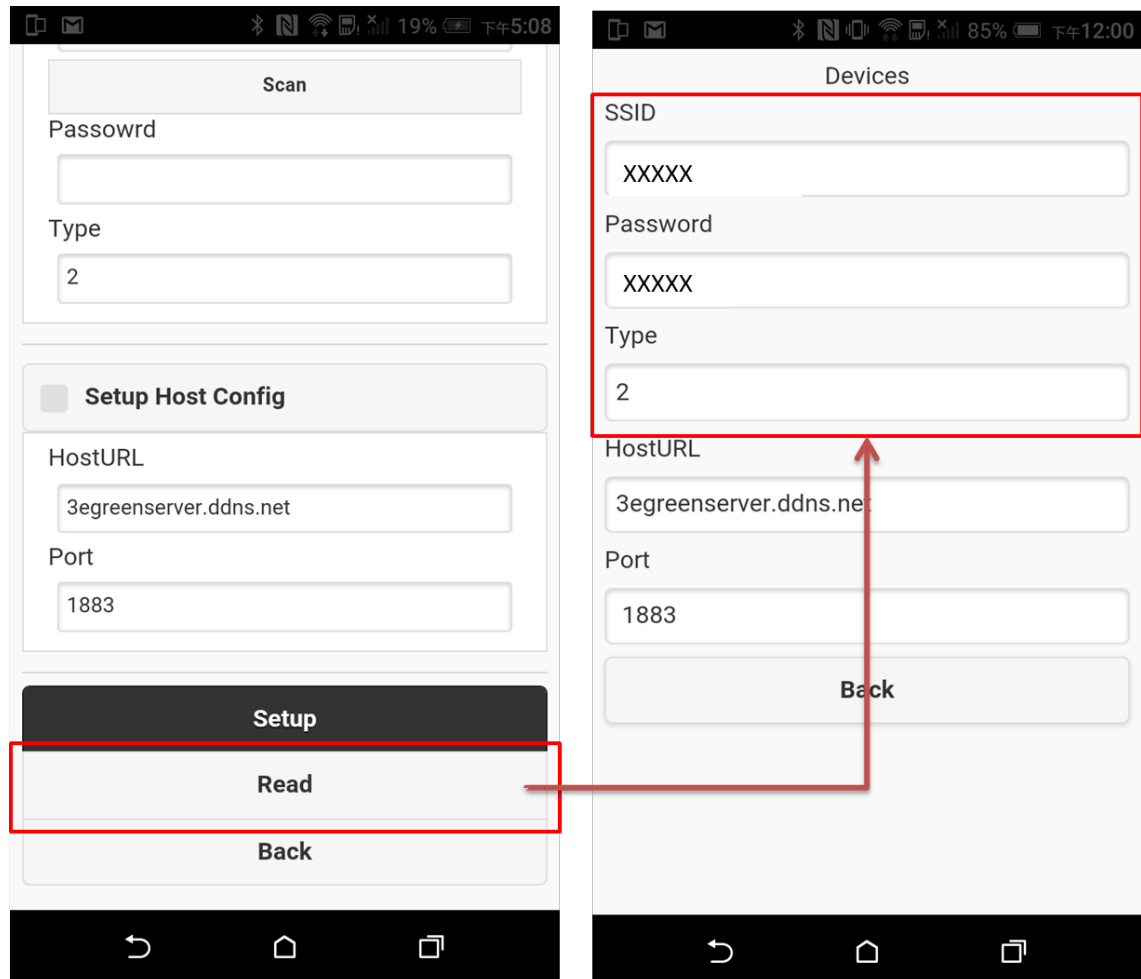 19% 下午5:08
Scan
Passowrd
Type
2
Setup Host Config
HostURL
3egreenserver.ddns.net
Port
1883
Setup
Read
Back
85% 下午12:00
Devices
SSID
XXXXX
Password
XXXXX
Type
2
HostURL
3egreenserver.ddns.net
Port
1883
Back